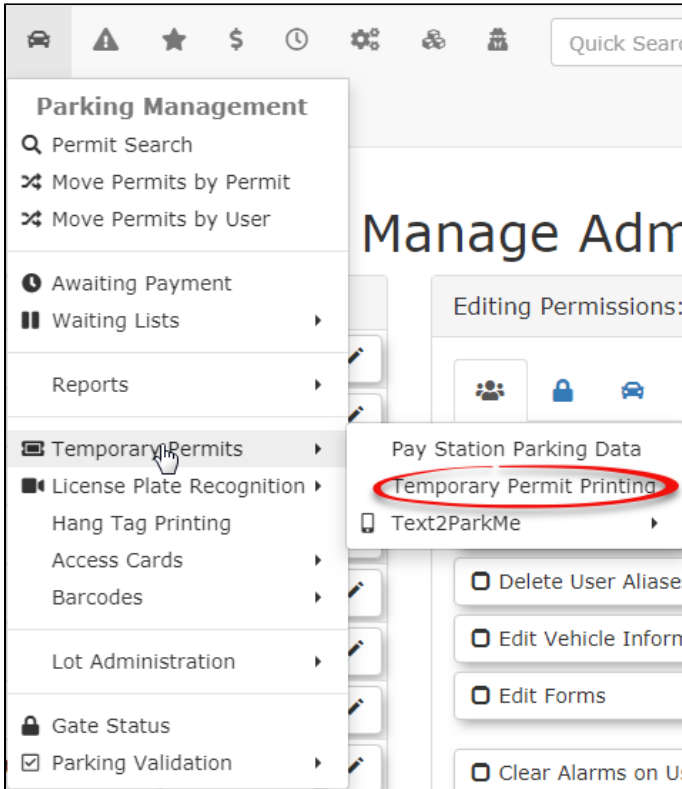 Quick Sear
Parking Management
Permit Search
Move Permits by Permit
Move Permits by User
Manage Adm
Awaiting Payment
Waiting Lists
Editing Permissions:
Reports
Temporary Permits
Pay Station Parking Data
License Plate Recognition
Temporary Permit Printing
Hang Tag Printing
Text2ParkMe
Access Cards
Barcodes
Delete User Aliase
Lot Administration
Edit Vehicle Inform
Edit Forms
Gate Status
Parking Validation
Clear Alarms on Us